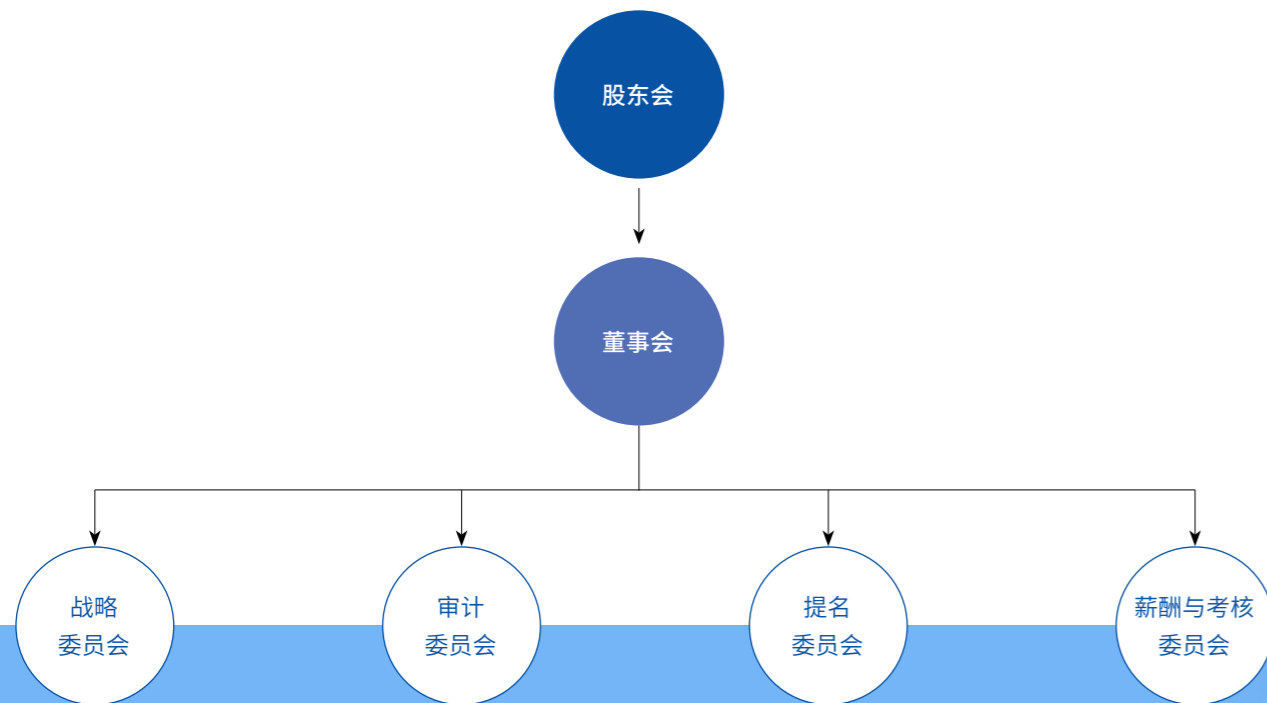 股东会
董事会
战略
委员会
审计
委员会
提名
委员会
薪酬与考核
委员会